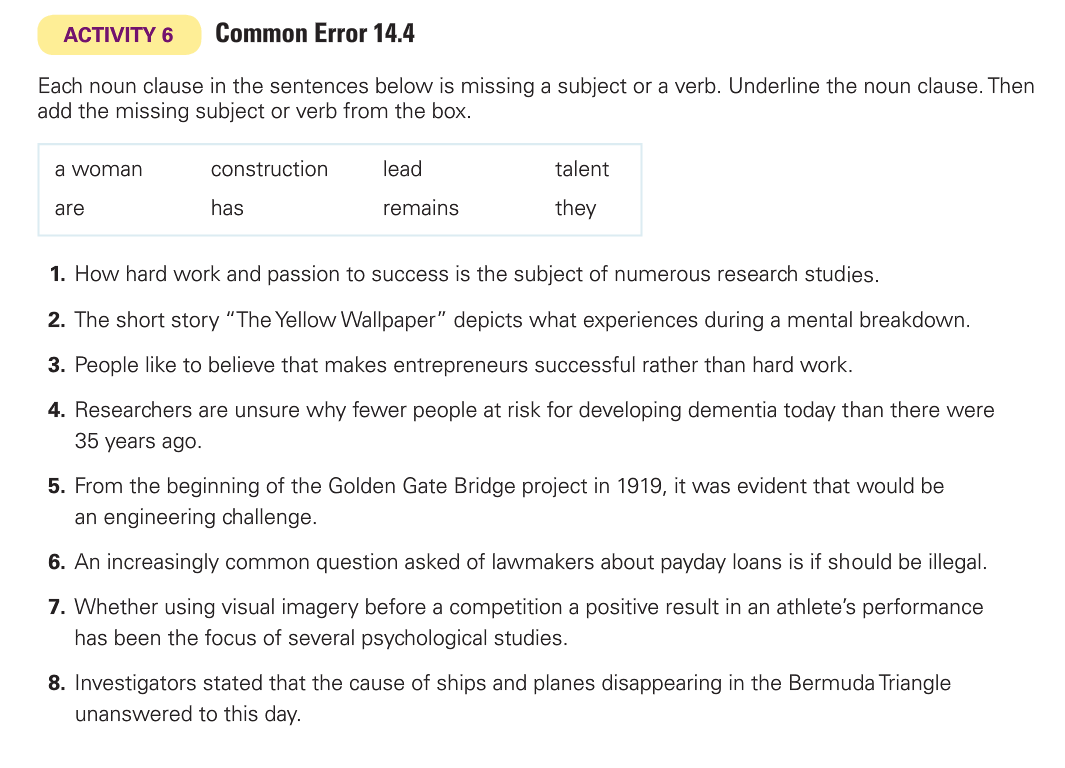 ACTIVITY 6 Common Error 14.4
Each noun clause in the sentences below is missing a subject or a verb. Underline the noun clause. Then
add the missing subject or verb from the box.
a woman construction lead talent
are has remains they
1. How hard work and passion to success is the subject of numerous research studies.
2. The short story “The Yellow Wallpaper” depicts what experiences during a mental breakdown.
3. People like to believe that makes entrepreneurs successful rather than hard work.
4. Researchers are unsure why fewer people at risk for developing dementia today than there were
35 years ago.
5. From the beginning of the Golden Gate Bridge project in 1919, it was evident that would be
an engineering challenge.
6. An increasingly common question asked of lawmakers about payday loans is if should be illegal.
7. Whether using visual imagery before a competition a positive result in an athlete’s performance
has been the focus of several psychological studies.
8. Investigators stated that the cause of ships and planes disappearing in the Bermuda Triangle
unanswered to this day.